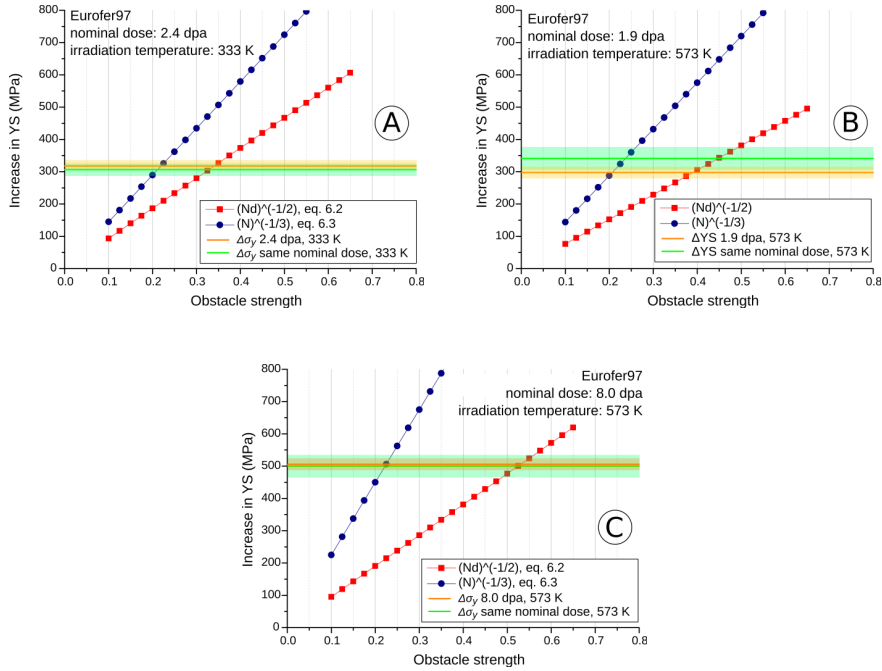 Eurofer97
nominal dose: 2.4 dpa
irradiation temperature: 333 K
A
800
700
600
500
400
300
200
100
0
Increase in YS (MPa)
(Nd)^(-1/2), eq. 6.2
(N)^(-1/3), eq. 6.3
Δσy 2.4 dpa, 333 K
Δσy same nominal dose, 333 K
0.0 0.1 0.2 0.3 0.4 0.5 0.6 0.7 0.8
Obstacle strength
Eurofer97
nominal dose: 1.9 dpa
irradiation temperature: 573 K
B
800
700
600
500
400
300
200
100
0
Increase in YS (MPa)
(Nd)^(-1/2)
(N)^(-1/3)
ΔYS 1.9 dpa, 573 K
ΔYS same nominal dose, 573 K
0.0 0.1 0.2 0.3 0.4 0.5 0.6 0.7 0.8
Obstacle strength
Eurofer97
nominal dose: 8.0 dpa
irradiation temperature: 573 K
C
800
700
600
500
400
300
200
100
0
Increase in YS (MPa)
(Nd)^(-1/2), eq. 6.2
(N)^(-1/3), eq. 6.3
Δσy 8.0 dpa, 573 K
Δσy same nominal dose, 573 K
0.0 0.1 0.2 0.3 0.4 0.5 0.6 0.7 0.8
Obstacle strength